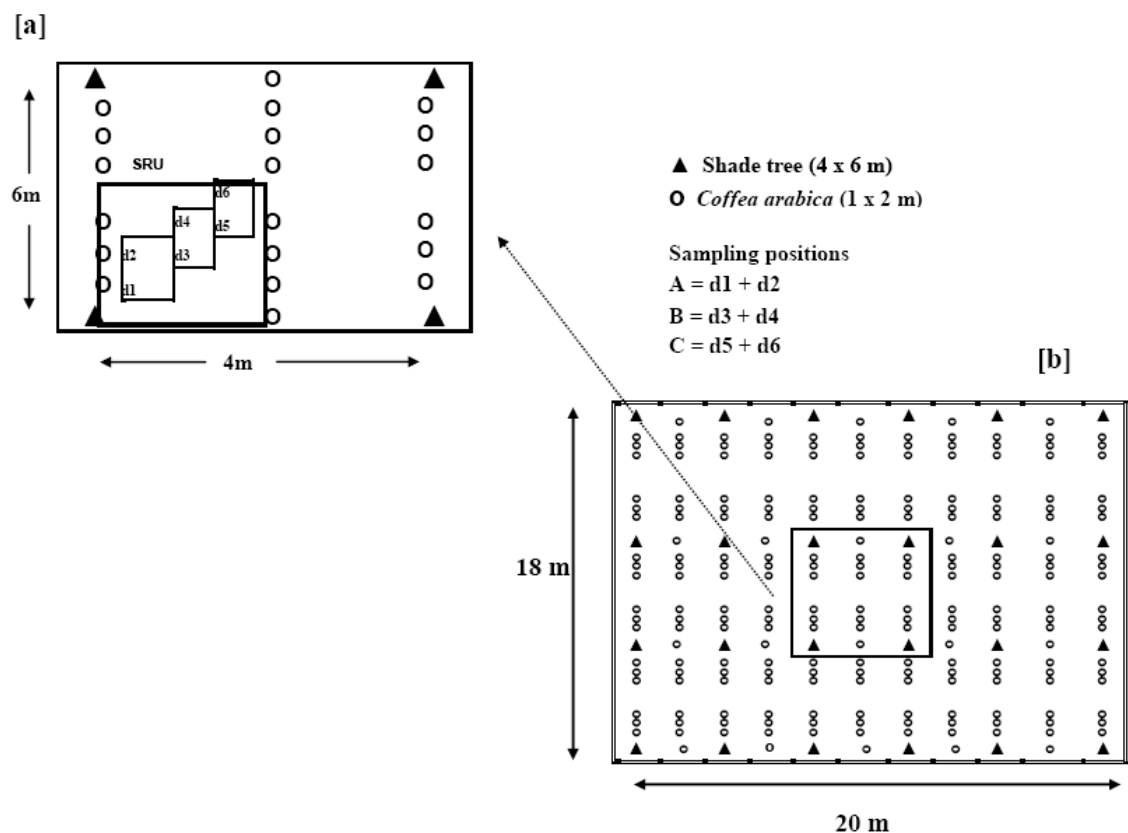 [a]
6m
SRU
d6
d4
d5
d2
d3
d1
4m
▲ Shade tree (4 x 6 m)
o Coffea arabica (1 x 2 m)
Sampling positions
A = d1 + d2
B = d3 + d4
C = d5 + d6
[b]
18 m
20 m